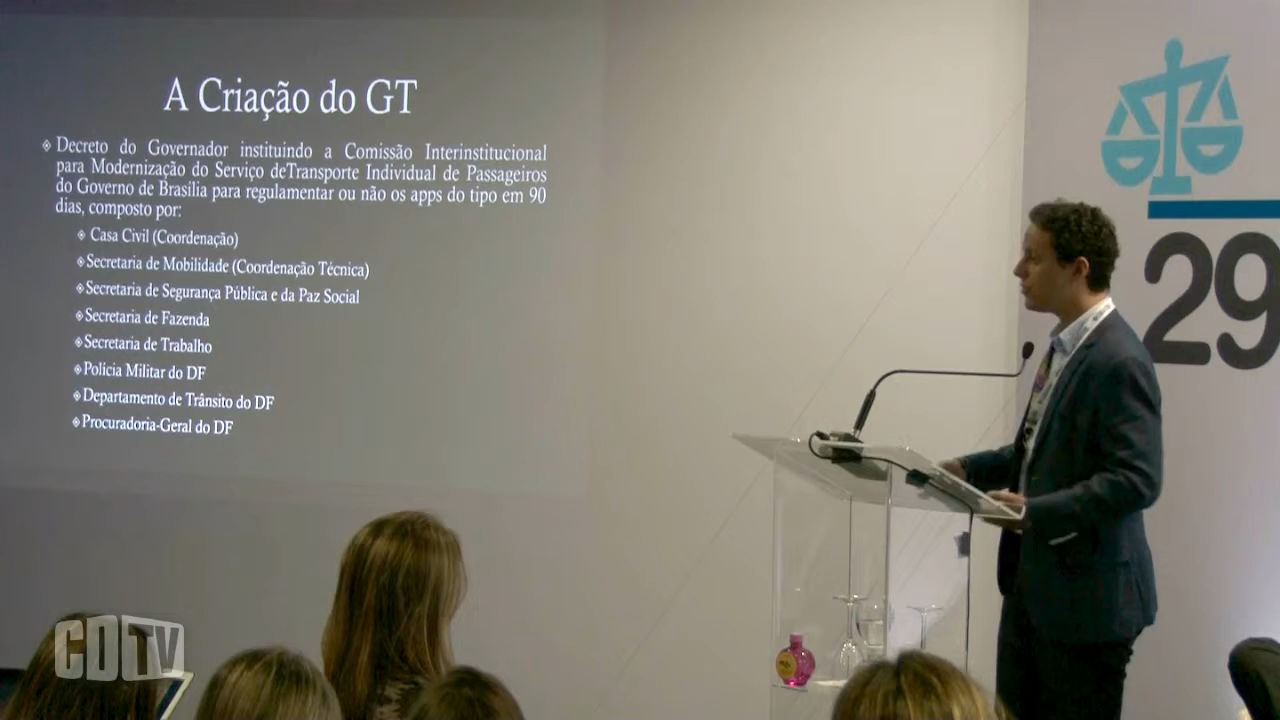 A Criação do GT
Decreto do Governador instituindo a Comissão Interinstitucional
para Modernização do Serviço deTransporte Individual de Passageiros
do Governo de Brasília para regulamentar ou não os apps do tipo em 90
dias, composto por:
Casa Civil (Coordenação)
Secretaria de Mobilidade (Coordenação Técnica)
Secretaria de Segurança Pública e da Paz Social
Secretaria de Fazenda
Secretaria de Trabalho
Polícia Militar do DF
Departamento de Trânsito do DF
Procuradoria-Geral do DF
29
CDTV